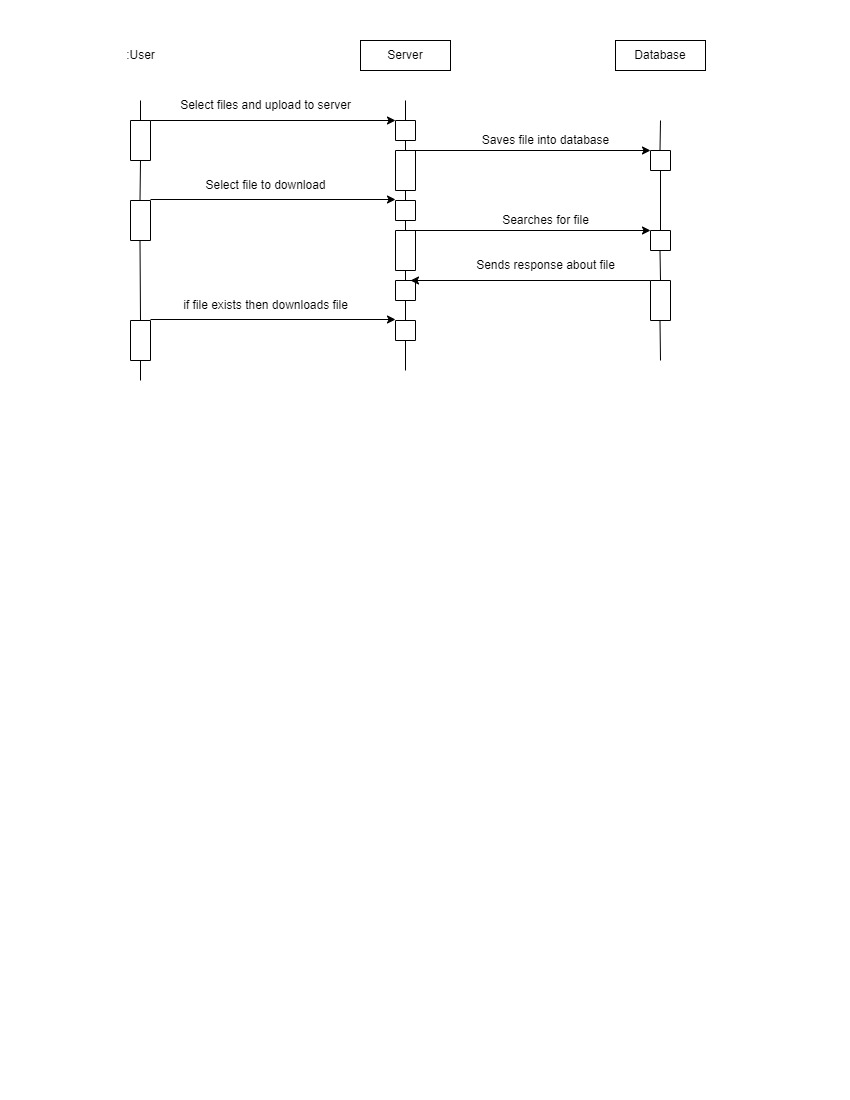 :User
Server
Database
Select files and upload to server
Saves file into database
Select file to download
Searches for file
Sends response about file
if file exists then downloads file